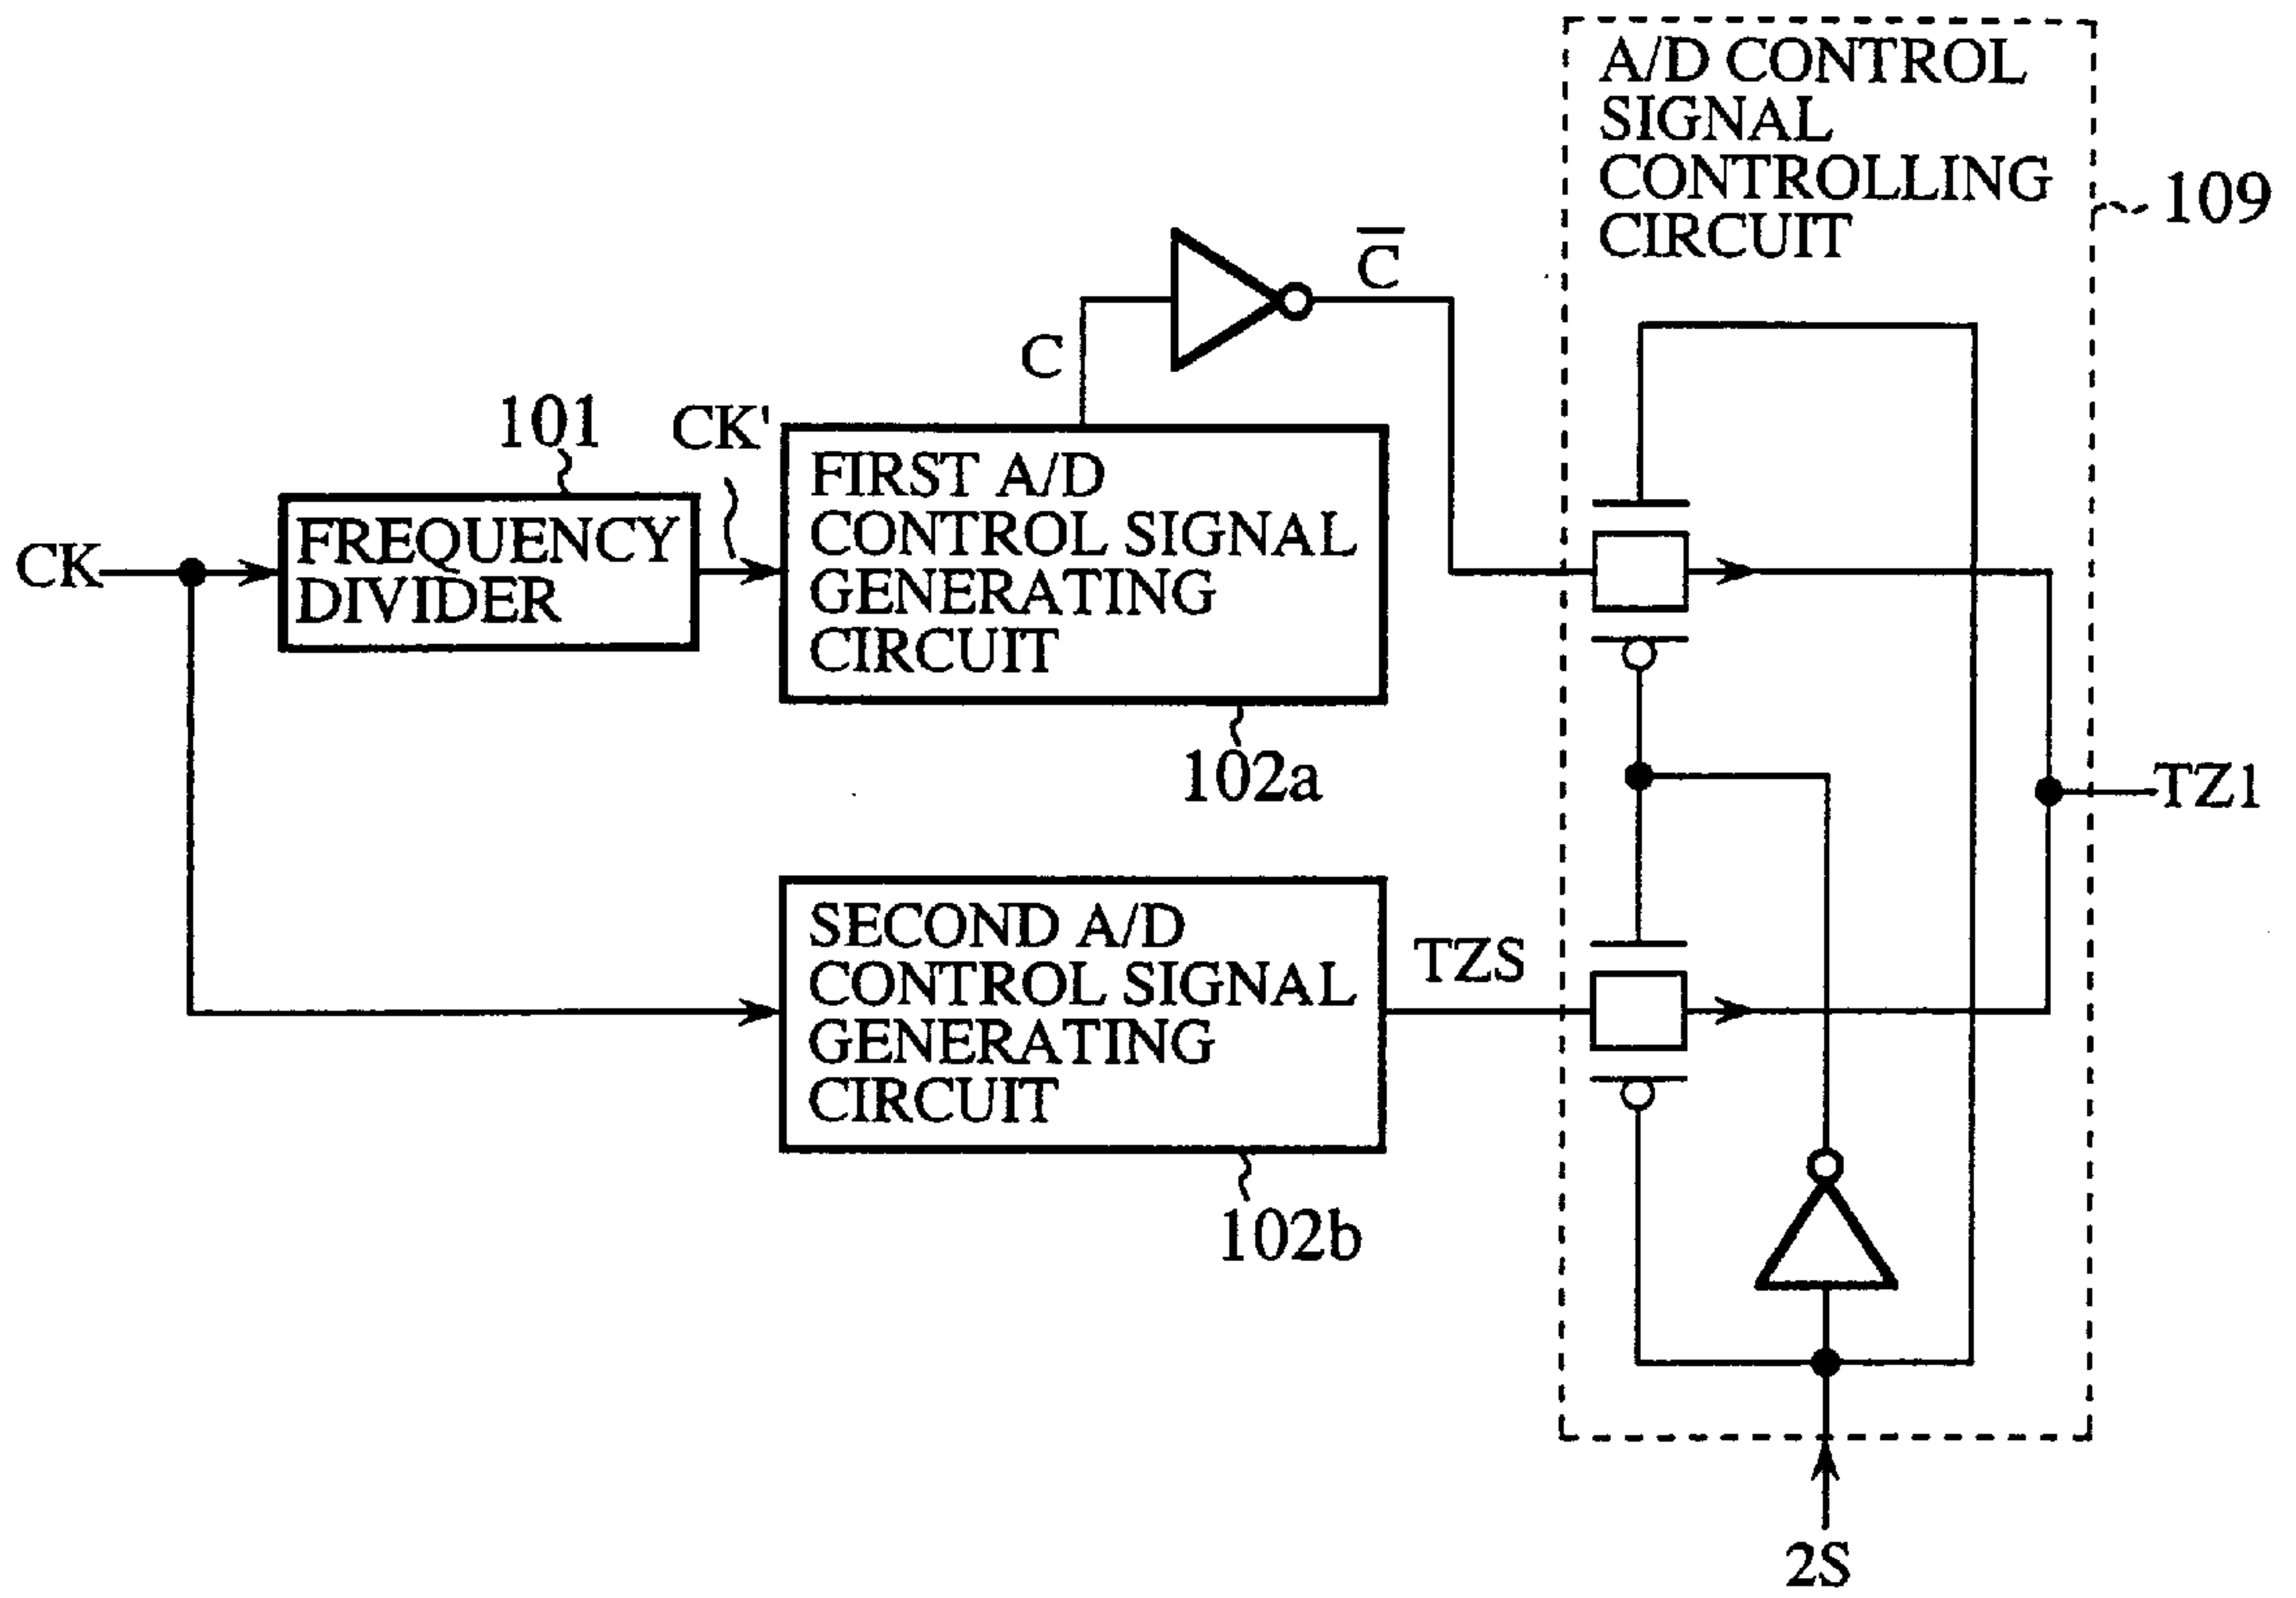 A/D CONTROL
SIGNAL
CONTROLLING
CIRCUIT
109
C̅
C
101
CK'
FIRST A/D
CONTROL SIGNAL
GENERATING
CIRCUIT
FREQUENCY
DIVIDER
CK
102a
TZ1
SECOND A/D
CONTROL SIGNAL
GENERATING
CIRCUIT
TZS
102b
2S